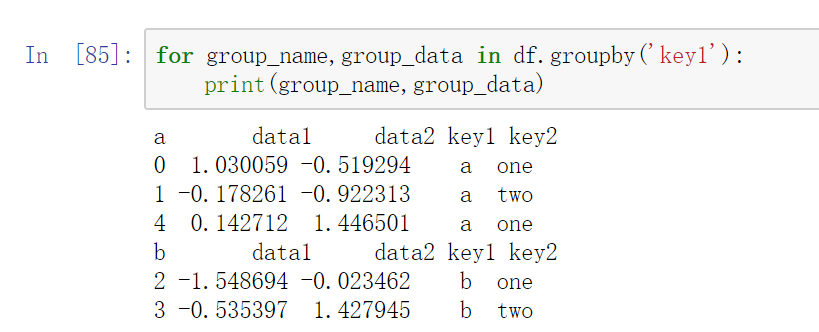 In [85]: for group_name,group_data in df.groupby('key1'):
    print(group_name,group_data)
a       data1     data2 key1 key2
0  1.030059 -0.519294    a  one
1 -0.178261 -0.922313    a  two
4  0.142712  1.446501    a  one
b       data1     data2 key1 key2
2 -1.548694 -0.023462    b  one
3 -0.535397  1.427945    b  two